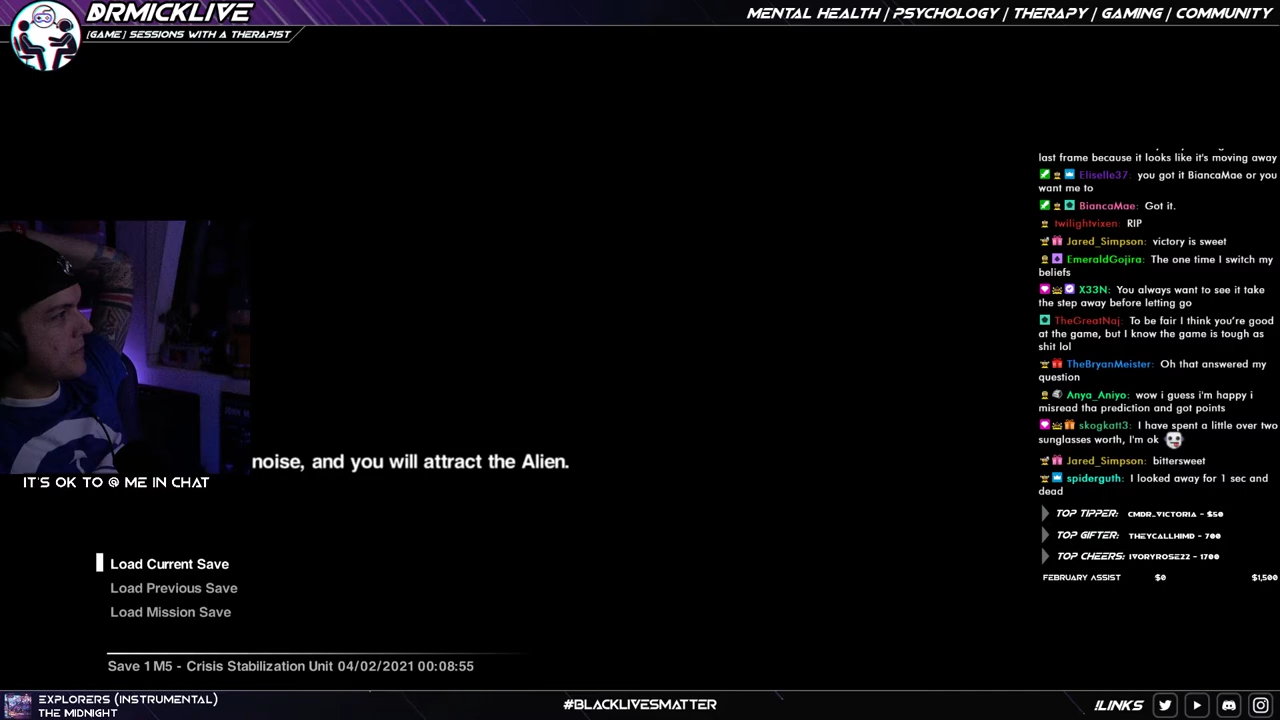 DRMICKLIVE
[GAME] SESSIONS WITH A THERAPIST
MENTAL HEALTH | PSYCHOLOGY | THERAPY | GAMING | COMMUNITY
last frame because it looks like it's moving away
Eliselle37: you got it BiancaMae or you
want me to
BiancaMae: Got it.
twilightvixen: RIP
Jared_Simpson: victory is sweet
EmeraldGojira: The one time I switch my
beliefs
X33N: You always want to see it take
the step away before letting go
TheGreatNaj: To be fair I think you're good
at the game, but I know the game is tough as
shit lol
TheBryanMeister: Oh that answered my
question
Anya_Aniyo: wow i guess i'm happy i
misread tha prediction and got points
skogkatt3: I have spent a little over two
sunglasses worth, I'm ok
Jared_Simpson: bittersweet
spiderguth: I looked away for 1 sec and
dead
TOP TIPPER: CMDR_VICTORIA - $50
TOP GIFTER: THEYCALLHIMD - 700
TOP CHEERS: IVORYROSE22 - 1700
FEBRUARY ASSIST $0 $1,500
noise, and you will attract the Alien.
IT'S OK TO @ ME IN CHAT
Load Current Save
Load Previous Save
Load Mission Save
Save 1 M5 - Crisis Stabilization Unit 04/02/2021 00:08:55
EXPLORERS (INSTRUMENTAL)
THE MIDNIGHT
#BLACKLIVESMATTER
!LINKS